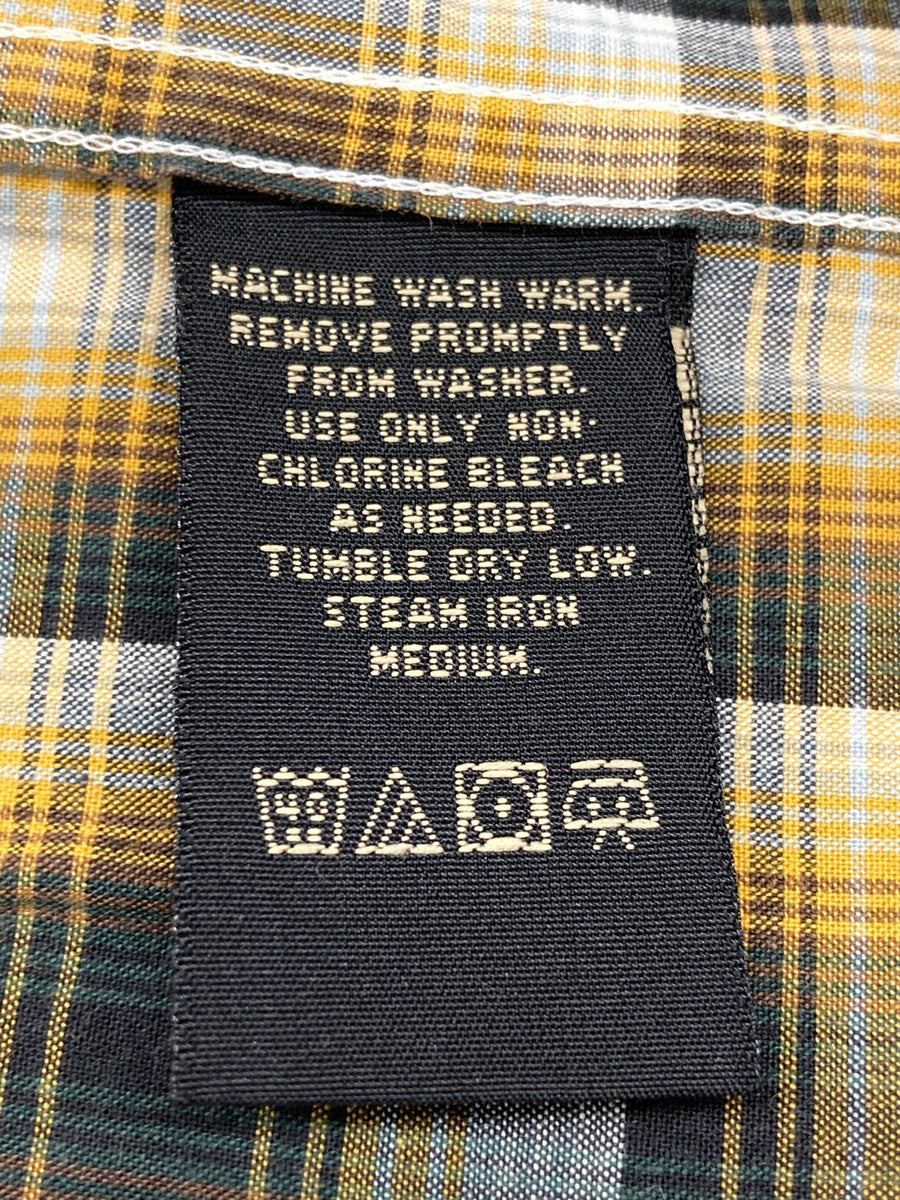 MACHINE WASH WARM.
REMOVE PROMPTLY
FROM WASHER.
USE ONLY NON-
CHLORINE BLEACH
AS NEEDED.
TUMBLE DRY LOW.
STEAM IRON
MEDIUM.
40